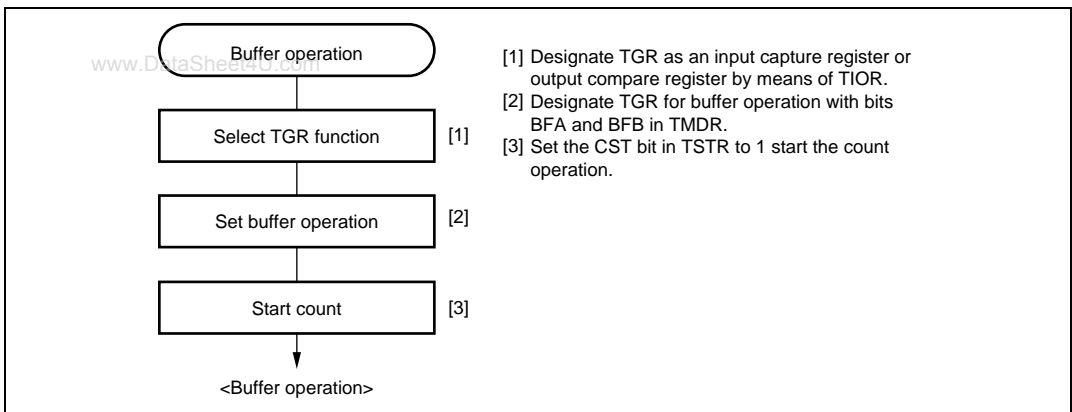 Buffer operation
www.DataSheet4U.com
Select TGR function [1]
Set buffer operation [2]
Start count [3]
<Buffer operation>
[1] Designate TGR as an input capture register or
output compare register by means of TIOR.
[2] Designate TGR for buffer operation with bits
BFA and BFB in TMDR.
[3] Set the CST bit in TSTR to 1 start the count
operation.